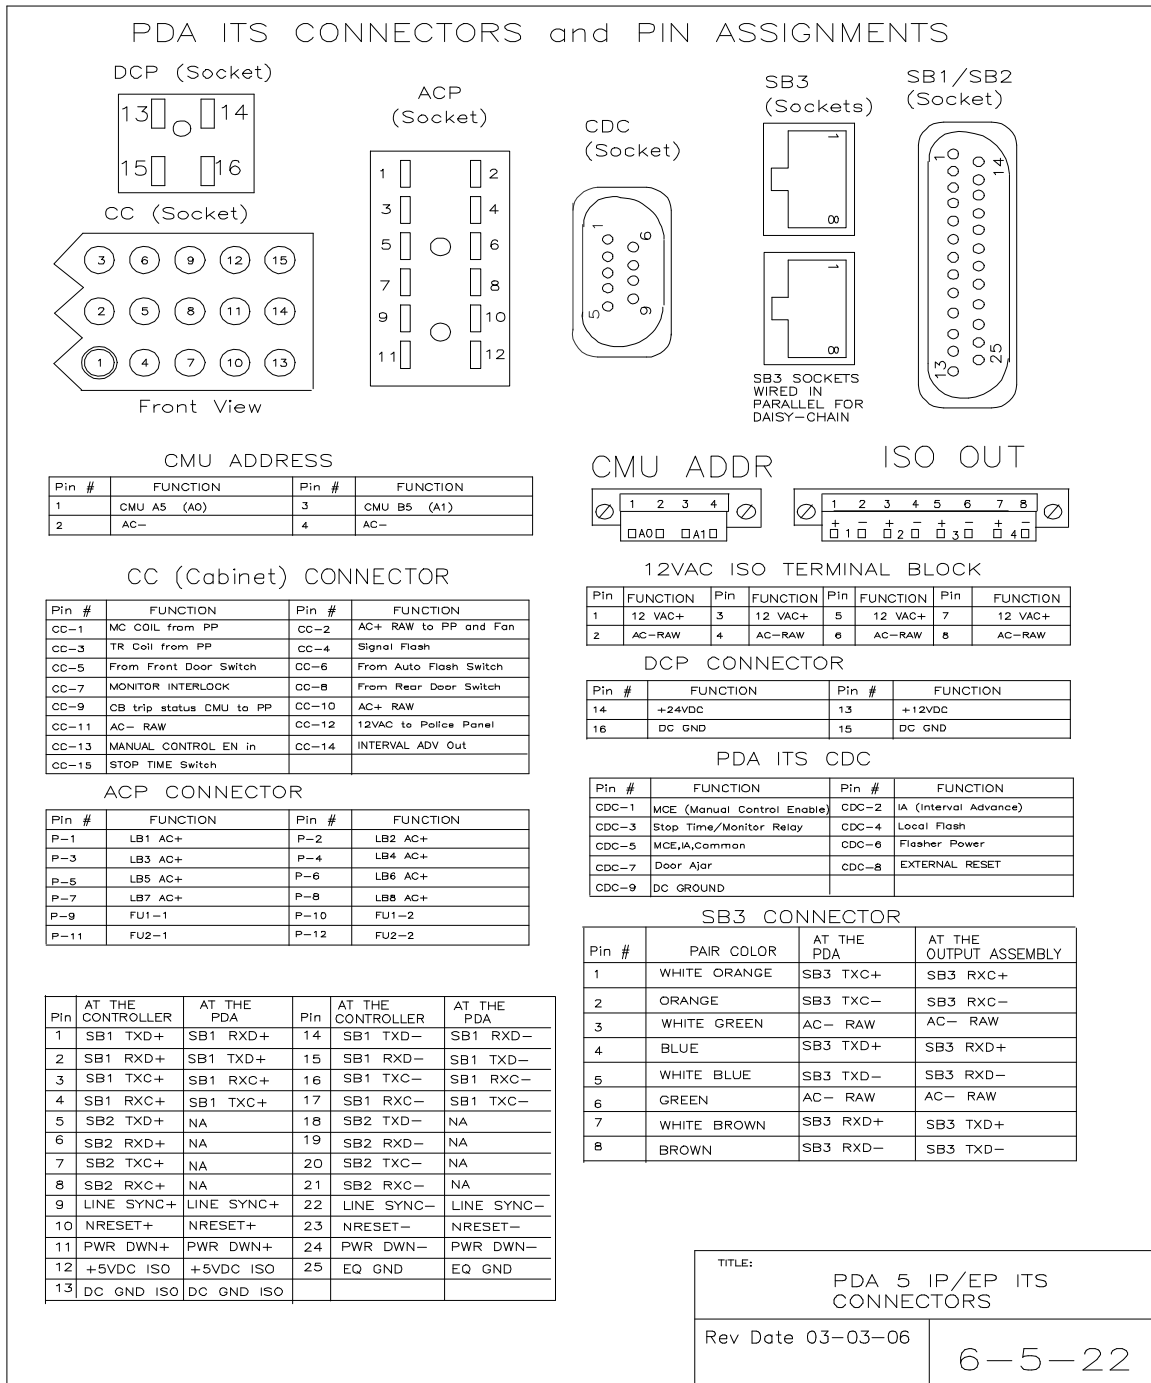 PDA ITS CONNECTORS and PIN ASSIGNMENTS
DCP (Socket)
13 14
15 16
CC (Socket)
3 6 9 12 15
2 5 8 11 14
1 4 7 10 13
Front View
ACP
(Socket)
1 2
3 4
5 6
7 8
9 10
11 12
CDC
(Socket)
1 6
5 9
SB3
(Sockets)
1
8
1
8
SB3 SOCKETS
WIRED IN
PARALLEL FOR
DAISY-CHAIN
SB1/SB2
(Socket)
1 14
13 25
CMU ADDRESS
Pin # FUNCTION Pin # FUNCTION
1 CMU A5 (A0) 3 CMU B5 (A1)
2 AC- 4 AC-
CMU ADDR
1 2 3 4
A0 A1
ISO OUT
1 2 3 4 5 6 7 8
+ - + - + - + -
1 2 3 4
CC (Cabinet) CONNECTOR
Pin # FUNCTION Pin # FUNCTION
CC-1 MC COIL from PP CC-2 AC+ RAW to PP and Fan
CC-3 TR Coil from PP CC-4 Signal Flash
CC-5 From Front Door Switch CC-6 From Auto Flash Switch
CC-7 MONITOR INTERLOCK CC-8 From Rear Door Switch
CC-9 CB trip status CMU to PP CC-10 AC+ RAW
CC-11 AC- RAW CC-12 12VAC to Police Panel
CC-13 MANUAL CONTROL EN in CC-14 INTERVAL ADV Out
CC-15 STOP TIME Switch
ACP CONNECTOR
Pin # FUNCTION Pin # FUNCTION
P-1 LB1 AC+ P-2 LB2 AC+
P-3 LB3 AC+ P-4 LB4 AC+
P-5 LB5 AC+ P-6 LB6 AC+
P-7 LB7 AC+ P-8 LB8 AC+
P-9 FU1-1 P-10 FU1-2
P-11 FU2-1 P-12 FU2-2
12VAC ISO TERMINAL BLOCK
Pin FUNCTION Pin FUNCTION Pin FUNCTION Pin FUNCTION
1 12 VAC+ 3 12 VAC+ 5 12 VAC+ 7 12 VAC+
2 AC-RAW 4 AC-RAW 6 AC-RAW 8 AC-RAW
DCP CONNECTOR
Pin # FUNCTION Pin # FUNCTION
14 +24VDC 13 +12VDC
16 DC GND 15 DC GND
PDA ITS CDC
Pin # FUNCTION Pin # FUNCTION
CDC-1 MCE (Manual Control Enable) CDC-2 IA (Interval Advance)
CDC-3 Stop Time/Monitor Relay CDC-4 Local Flash
CDC-5 MCE,IA,Common CDC-6 Flasher Power
CDC-7 Door Ajar CDC-8 EXTERNAL RESET
CDC-9 DC GROUND
SB3 CONNECTOR
Pin # PAIR COLOR AT THE PDA AT THE OUTPUT ASSEMBLY
1 WHITE ORANGE SB3 TXC+ SB3 RXC+
2 ORANGE SB3 TXC- SB3 RXC-
3 WHITE GREEN AC- RAW AC- RAW
4 BLUE SB3 TXD+ SB3 RXD+
5 WHITE BLUE SB3 TXD- SB3 RXD-
6 GREEN AC- RAW AC- RAW
7 WHITE BROWN SB3 RXD+ SB3 TXD+
8 BROWN SB3 RXD- SB3 TXD-
Pin AT THE CONTROLLER AT THE PDA Pin AT THE CONTROLLER AT THE PDA
1 SB1 TXD+ SB1 RXD+ 14 SB1 TXD- SB1 RXD-
2 SB1 RXD+ SB1 TXD+ 15 SB1 RXD- SB1 TXD-
3 SB1 TXC+ SB1 RXC+ 16 SB1 TXC- SB1 RXC-
4 SB1 RXC+ SB1 TXC+ 17 SB1 RXC- SB1 TXC-
5 SB2 TXD+ NA 18 SB2 TXD- NA
6 SB2 RXD+ NA 19 SB2 RXD- NA
7 SB2 TXC+ NA 20 SB2 TXC- NA
8 SB2 RXC+ NA 21 SB2 RXC- NA
9 LINE SYNC+ LINE SYNC+ 22 LINE SYNC- LINE SYNC-
10 NRESET+ NRESET+ 23 NRESET- NRESET-
11 PWR DWN+ PWR DWN+ 24 PWR DWN- PWR DWN-
12 +5VDC ISO +5VDC ISO 25 EQ GND EQ GND
13 DC GND ISO DC GND ISO
TITLE:
PDA 5 IP/EP ITS
CONNECTORS
Rev Date 03-03-06
6-5-22